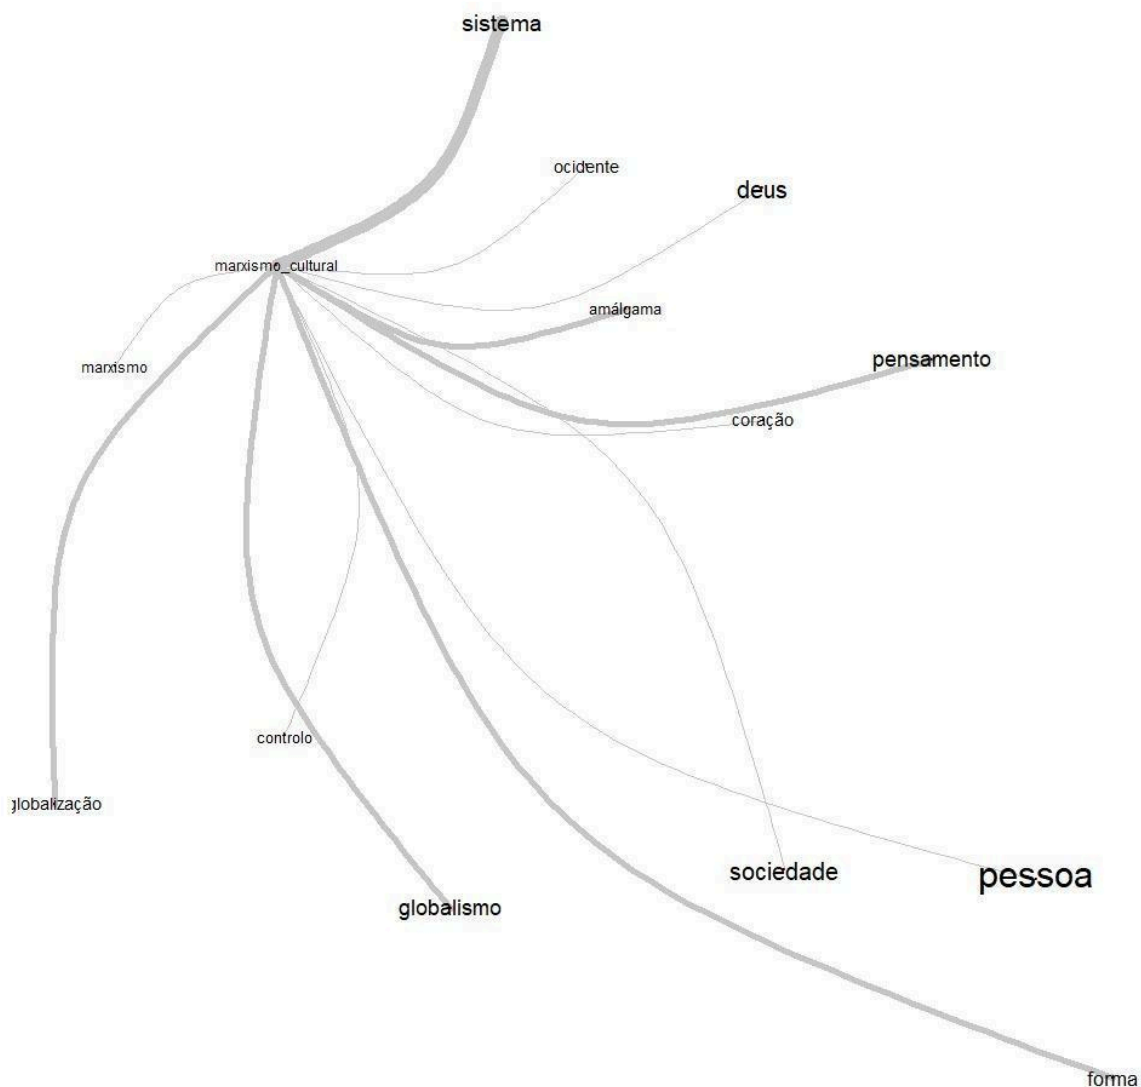 sistema
ocidente
deus
marxismo_cultural
amálgama
marxismo
pensamento
coração
controlo
globalização
sociedade
pessoa
globalismo
forma